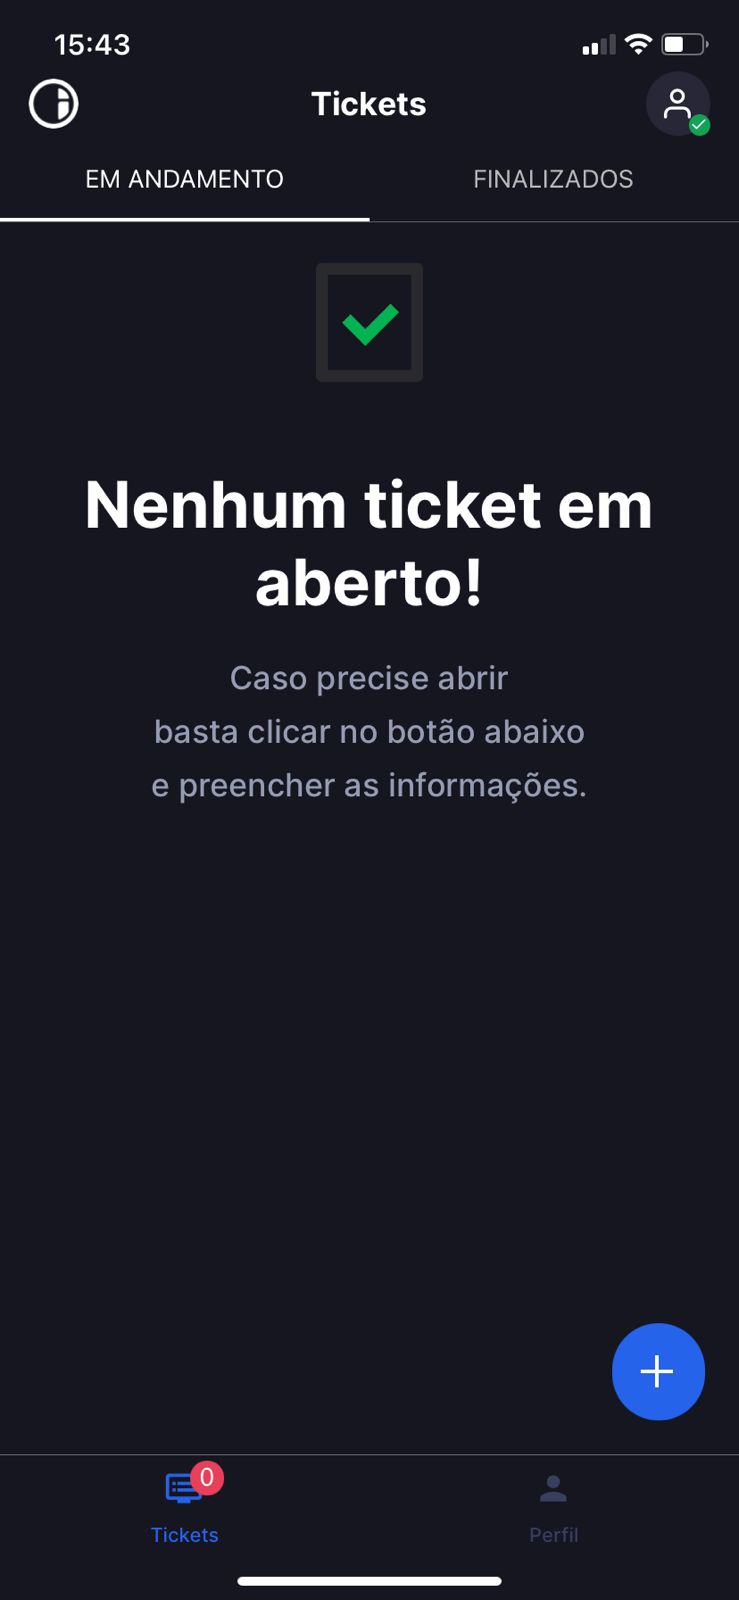 15:43
Tickets
EM ANDAMENTO
FINALIZADOS
Nenhum ticket em
aberto!
Caso precise abrir
basta clicar no botão abaixo
e preencher as informações.
0
Tickets
Perfil